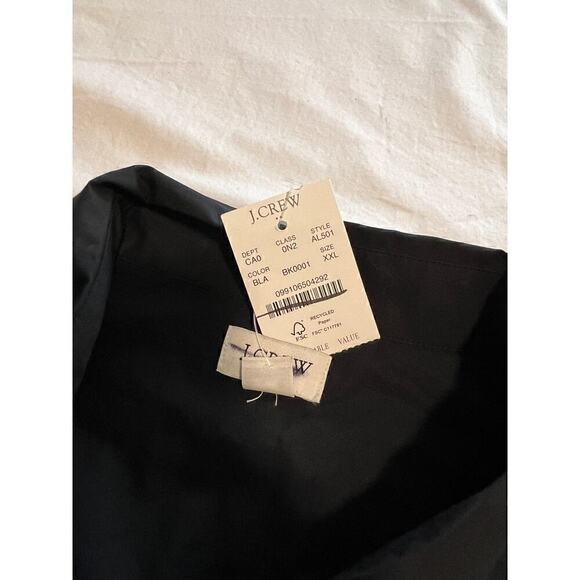 J.CREW
DEPT CLASS STYLE
CA0 0N2 AL501
COLOR SIZE
BLA BK0001 XXL
099106504292
FSC
RECYCLED
Paper
FSC® C117791
VALUE
J.CREW